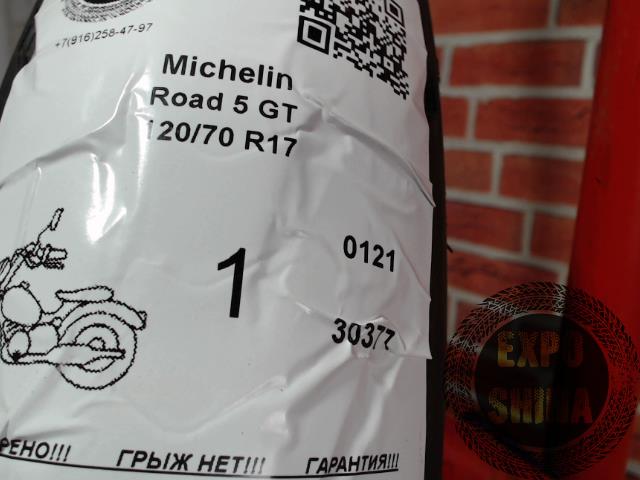 +7(916)258-47-97
Michelin
Road 5 GT
120/70 R17
1
0121
30377
РЕНО!!! ГРЫЖ НЕТ!!! ГАРАНТИЯ!!!
EXPO
SHINA